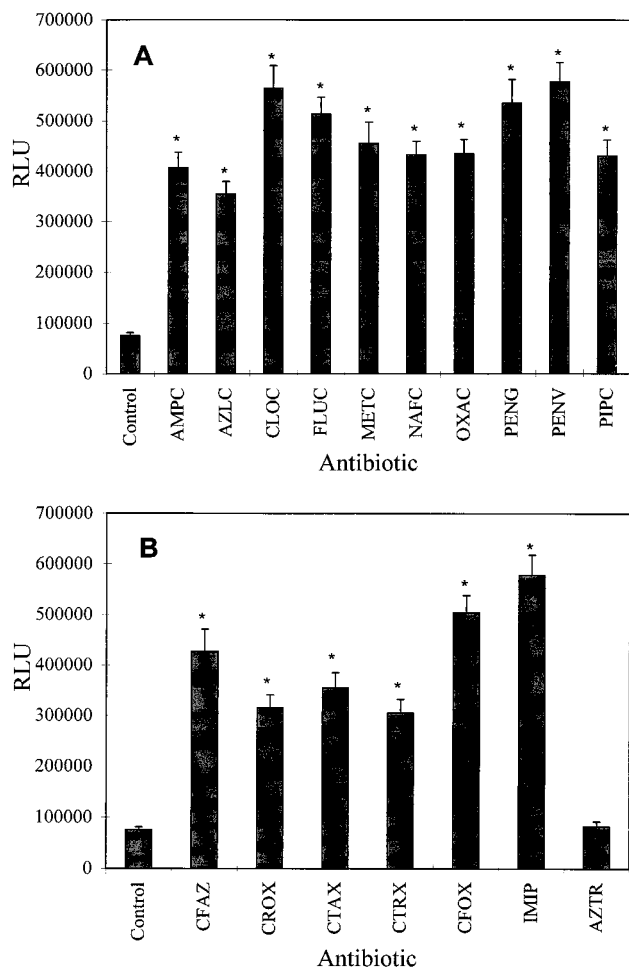 700000
A
600000
500000
400000
RLU
300000
200000
100000
0
*
*
*
*
*
*
*
*
*
*
Control
AMPC
AZLC
CLOC
FLUC
METC
NAFC
OXAC
PENG
PENV
PIPC
Antibiotic
700000
B
600000
500000
400000
RLU
300000
200000
100000
0
*
*
*
*
*
*
Control
CFAZ
CROX
CTAX
CTRX
CFOX
IMIP
AZTR
Antibiotic